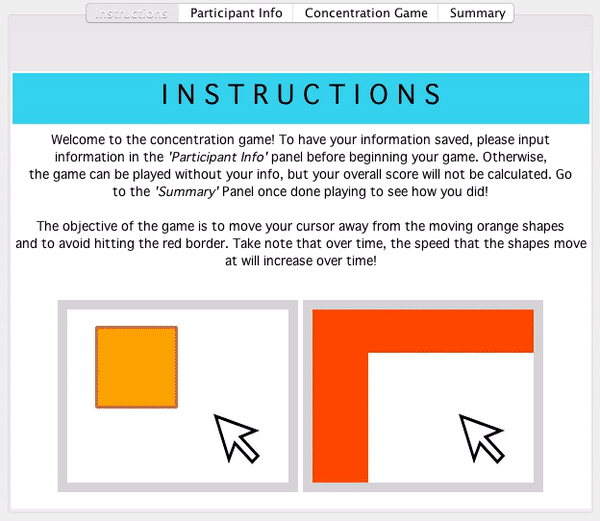 Instructions Participant Info Concentration Game Summary
INSTRUCTIONS
Welcome to the concentration game! To have your information saved, please input
information in the 'Participant Info' panel before beginning your game. Otherwise,
the game can be played without your info, but your overall score will not be calculated. Go
to the 'Summary' Panel once done playing to see how you did!
The objective of the game is to move your cursor away from the moving orange shapes
and to avoid hitting the red border. Take note that over time, the speed that the shapes move
at will increase over time!